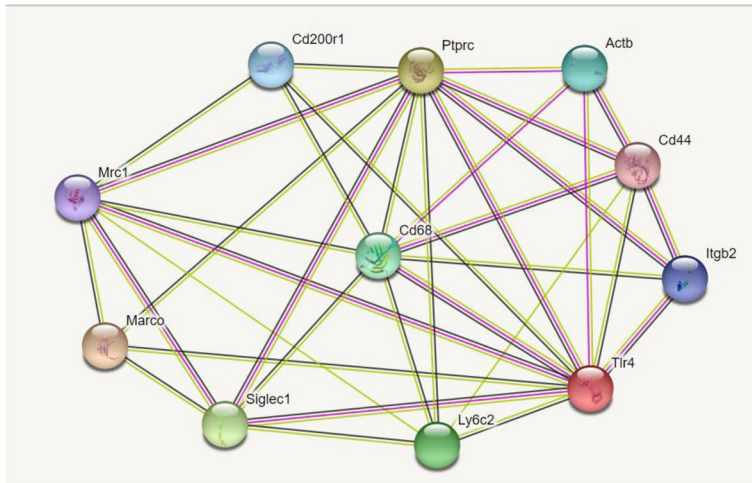 Cd200r1
Ptprc
Actb
Cd44
Mrc1
Cd68
Itgb2
Marco
Tlr4
Siglec1
Ly6c2